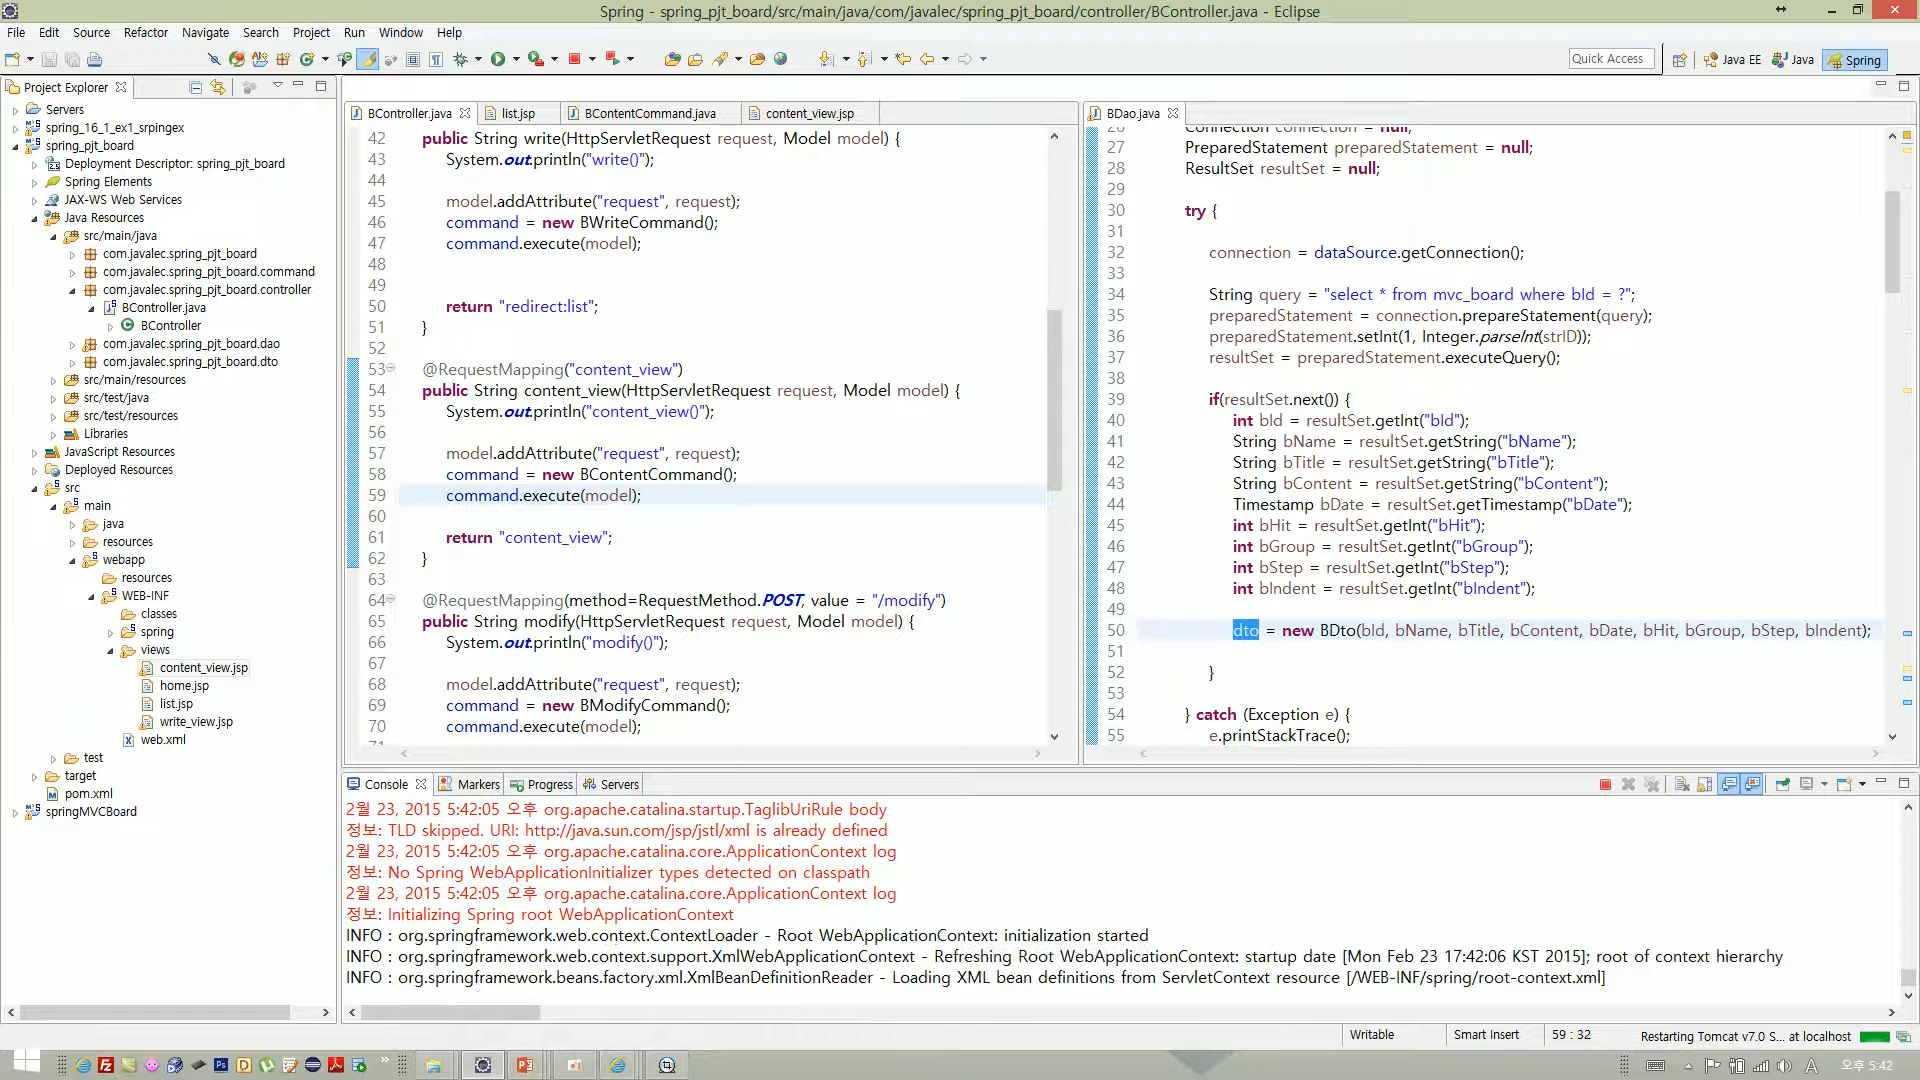 Spring - spring_pjt_board/src/main/java/com/javalec/spring_pjt_board/controller/BController.java - Eclipse
File Edit Source Refactor Navigate Search Project Run Window Help
Quick Access
Java EE
Java
Spring
Project Explorer
Servers
spring_16_1_ex1_srpingex
spring_pjt_board
Deployment Descriptor: spring_pjt_board
Spring Elements
JAX-WS Web Services
Java Resources
src/main/java
com.javalec.spring_pjt_board
com.javalec.spring_pjt_board.command
com.javalec.spring_pjt_board.controller
BController.java
BController
com.javalec.spring_pjt_board.dao
com.javalec.spring_pjt_board.dto
src/main/resources
src/test/java
src/test/resources
Libraries
JavaScript Resources
Deployed Resources
src
main
java
resources
webapp
resources
WEB-INF
classes
spring
views
content_view.jsp
home.jsp
list.jsp
write_view.jsp
web.xml
test
target
pom.xml
springMVCBoard
BController.java list.jsp BContentCommand.java content_view.jsp
42 public String write(HttpServletRequest request, Model model) {
43 System.out.println("write()");
44
45 model.addAttribute("request", request);
46 command = new BWriteCommand();
47 command.execute(model);
48
49
50 return "redirect:list";
51 }
52
53 @RequestMapping("content_view")
54 public String content_view(HttpServletRequest request, Model model) {
55 System.out.println("content_view()");
56
57 model.addAttribute("request", request);
58 command = new BContentCommand();
59 command.execute(model);
60
61 return "content_view";
62 }
63
64 @RequestMapping(method=RequestMethod.POST, value = "/modify")
65 public String modify(HttpServletRequest request, Model model) {
66 System.out.println("modify()");
67
68 model.addAttribute("request", request);
69 command = new BModifyCommand();
70 command.execute(model);
71
BDao.java
26 Connection connection = null;
27 PreparedStatement preparedStatement = null;
28 ResultSet resultSet = null;
29
30 try {
31
32 connection = dataSource.getConnection();
33
34 String query = "select * from mvc_board where bId = ?";
35 preparedStatement = connection.prepareStatement(query);
36 preparedStatement.setInt(1, Integer.parseInt(strID));
37 resultSet = preparedStatement.executeQuery();
38
39 if(resultSet.next()) {
40 int bId = resultSet.getInt("bId");
41 String bName = resultSet.getString("bName");
42 String bTitle = resultSet.getString("bTitle");
43 String bContent = resultSet.getString("bContent");
44 Timestamp bDate = resultSet.getTimestamp("bDate");
45 int bHit = resultSet.getInt("bHit");
46 int bGroup = resultSet.getInt("bGroup");
47 int bStep = resultSet.getInt("bStep");
48 int bIndent = resultSet.getInt("bIndent");
49
50 dto = new BDto(bId, bName, bTitle, bContent, bDate, bHit, bGroup, bStep, bIndent);
51
52 }
53
54 } catch (Exception e) {
55 e.printStackTrace();
Console Markers Progress Servers
2월 23, 2015 5:42:05 오후 org.apache.catalina.startup.TaglibUriRule body
정보: TLD skipped. URI: http://java.sun.com/jsp/jstl/xml is already defined
2월 23, 2015 5:42:05 오후 org.apache.catalina.core.ApplicationContext log
정보: No Spring WebApplicationInitializer types detected on classpath
2월 23, 2015 5:42:05 오후 org.apache.catalina.core.ApplicationContext log
정보: Initializing Spring root WebApplicationContext
INFO : org.springframework.web.context.ContextLoader - Root WebApplicationContext: initialization started
INFO : org.springframework.web.context.support.XmlWebApplicationContext - Refreshing Root WebApplicationContext: startup date [Mon Feb 23 17:42:06 KST 2015]; root of context hierarchy
INFO : org.springframework.beans.factory.xml.XmlBeanDefinitionReader - Loading XML bean definitions from ServletContext resource [/WEB-INF/spring/root-context.xml]
Writable Smart Insert 59 : 32 Restarting Tomcat v7.0 S... at localhost
A 오후 5:42